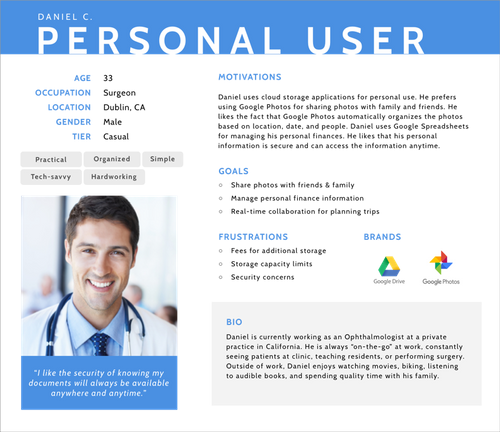 DANIEL C.
PERSONAL USER
AGE 33
OCCUPATION Surgeon
LOCATION Dublin, CA
GENDER Male
TIER Casual
Practical Organized Simple
Tech-savvy Hardworking
"I like the security of knowing my
documents will always be available
anywhere and anytime."
MOTIVATIONS
Daniel uses cloud storage applications for personal use. He prefers
using Google Photos for sharing photos with family and friends. He
likes the fact that Google Photos automatically organizes the photos
based on location, date, and people. Daniel uses Google Spreadsheets
for managing his personal finances. He likes that his personal
information is secure and can access the information anytime.
GOALS
Share photos with friends & family
Manage personal finance information
Real-time collaboration for planning trips
FRUSTRATIONS
Fees for additional storage
Storage capacity limits
Security concerns
BRANDS
Google Drive
Google Photos
BIO
Daniel is currently working as an Ophthalmologist at a private
practice in California. He is always "on-the-go" at work, constantly
seeing patients at clinic, teaching residents, or performing surgery.
Outside of work, Daniel enjoys watching movies, biking, listening
to audible books, and spending quality time with his family.